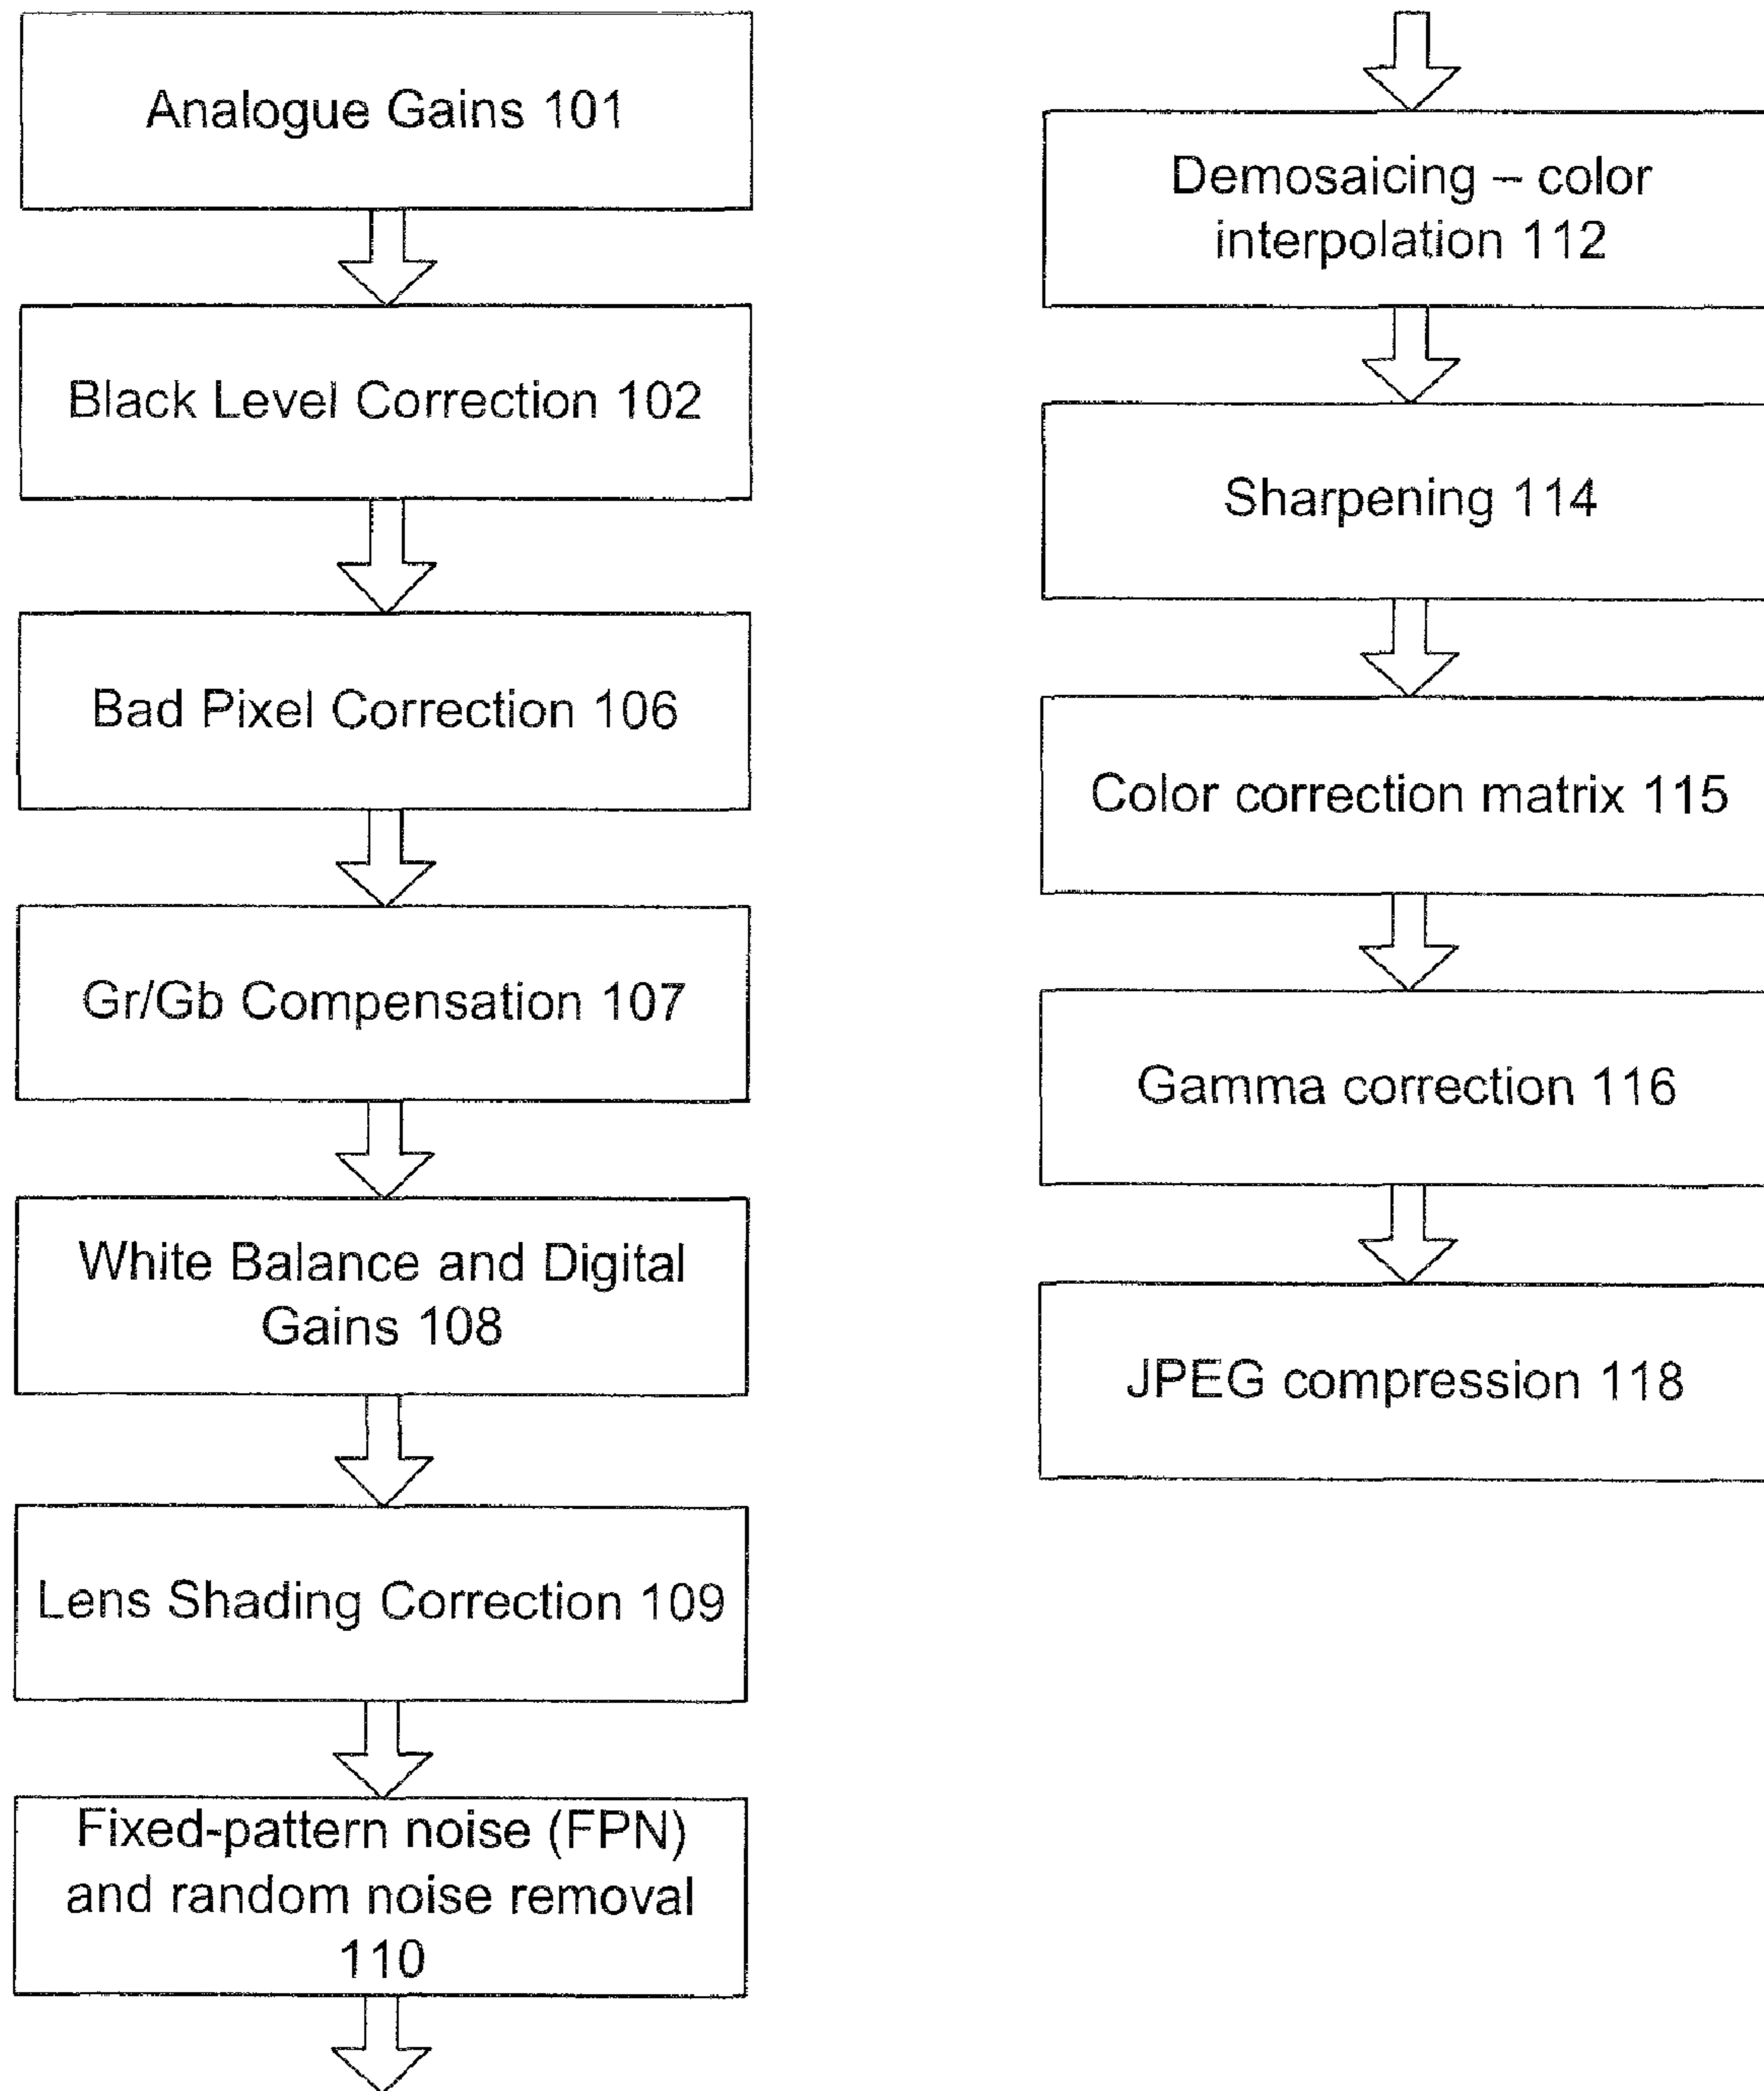 Analogue Gains 101
Black Level Correction 102
Bad Pixel Correction 106
Gr/Gb Compensation 107
White Balance and Digital
Gains 108
Lens Shading Correction 109
Fixed-pattern noise (FPN)
and random noise removal
110
Demosaicing – color
interpolation 112
Sharpening 114
Color correction matrix 115
Gamma correction 116
JPEG compression 118